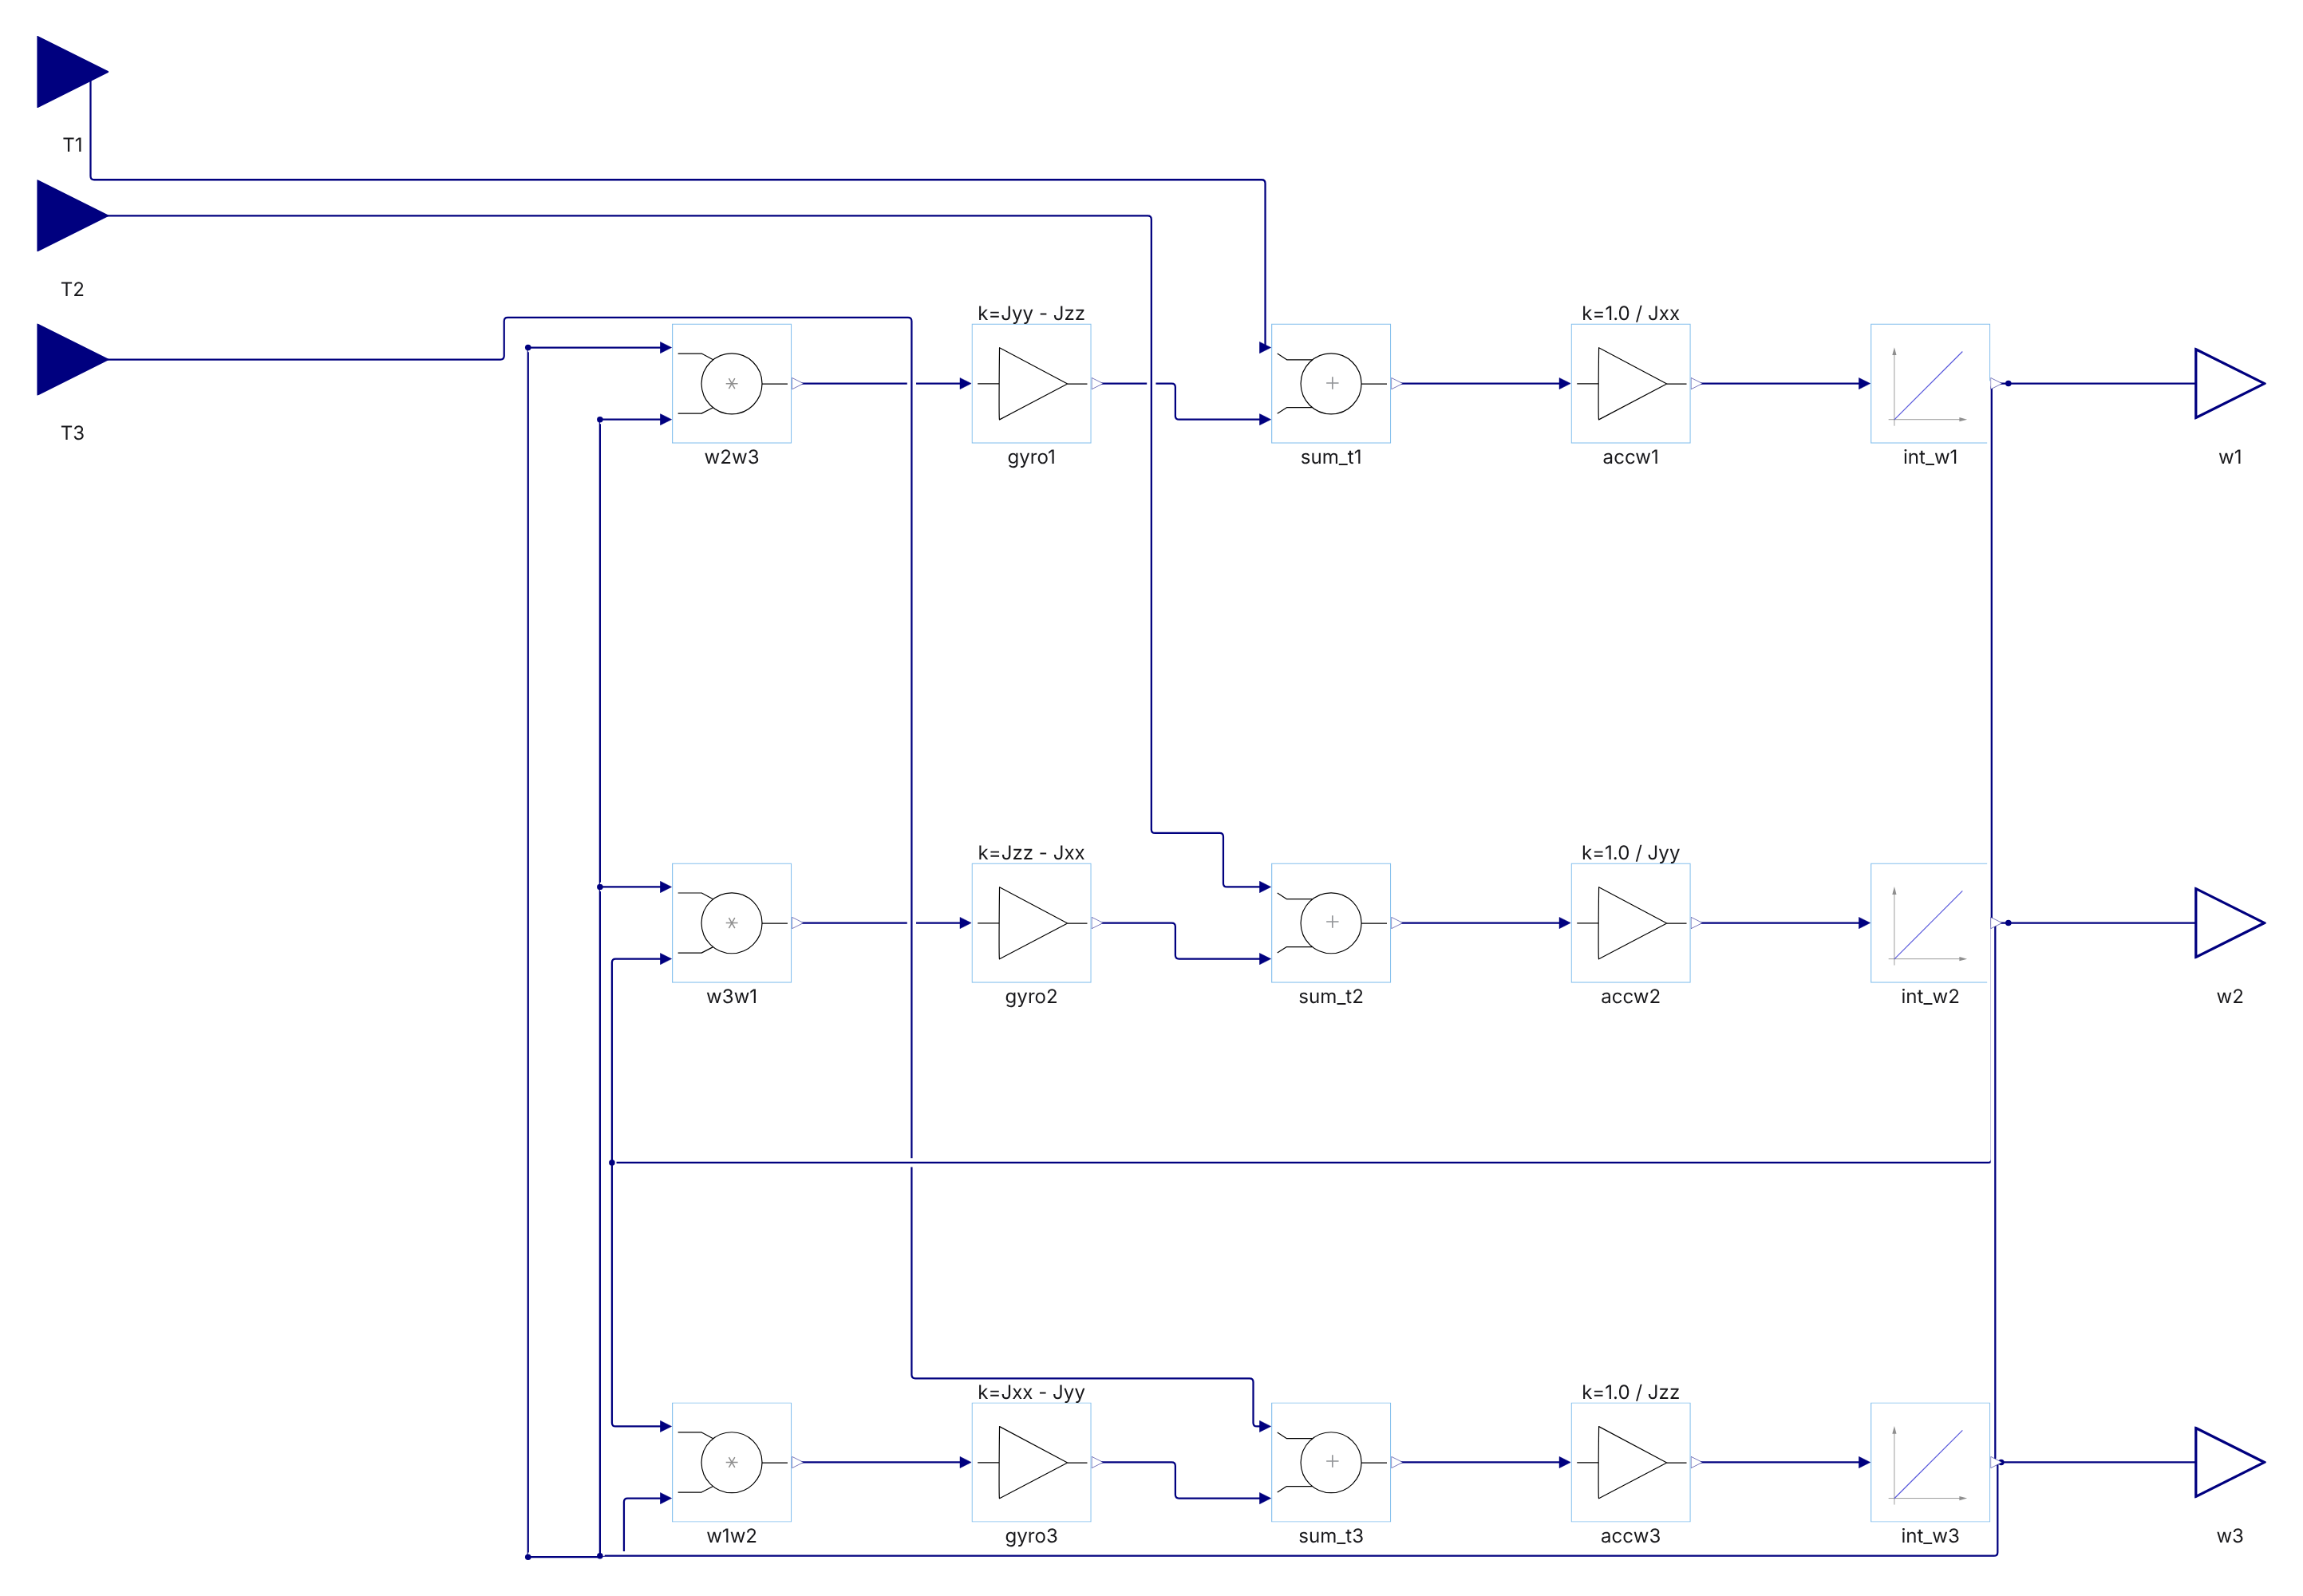 T1
T2
T3
k=Jyy - Jzz
k=1.0 / Jxx
*
+
w2w3
gyro1
sum_t1
accw1
int_w1
w1
k=Jzz - Jxx
k=1.0 / Jyy
*
+
w3w1
gyro2
sum_t2
accw2
int_w2
w2
k=Jxx - Jyy
k=1.0 / Jzz
*
+
w1w2
gyro3
sum_t3
accw3
int_w3
w3